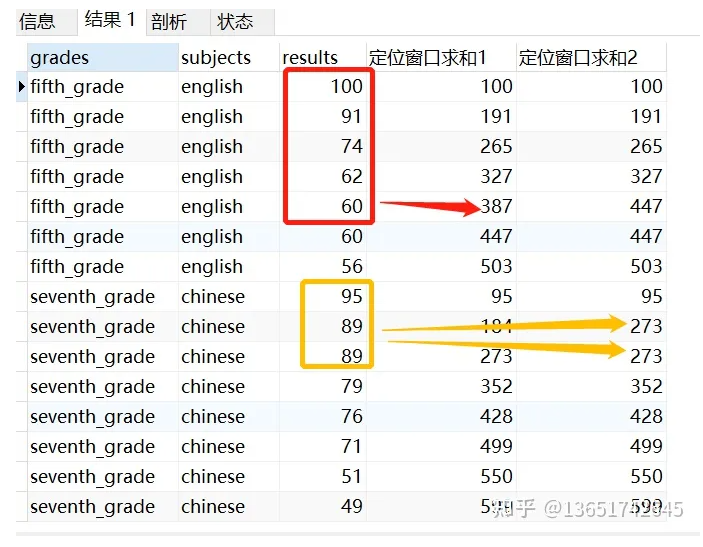 信息 结果 1 剖析 状态
grades subjects results 定位窗口求和1 定位窗口求和2
fifth_grade english 100 100 100
fifth_grade english 91 191 191
fifth_grade english 74 265 265
fifth_grade english 62 327 327
fifth_grade english 60 387 447
fifth_grade english 60 447 447
fifth_grade english 56 503 503
seventh_grade chinese 95 95 95
seventh_grade chinese 89 184 273
seventh_grade chinese 89 273 273
seventh_grade chinese 79 352 352
seventh_grade chinese 76 428 428
seventh_grade chinese 71 499 499
seventh_grade chinese 51 550 550
seventh_grade chinese 49 599 599
知乎